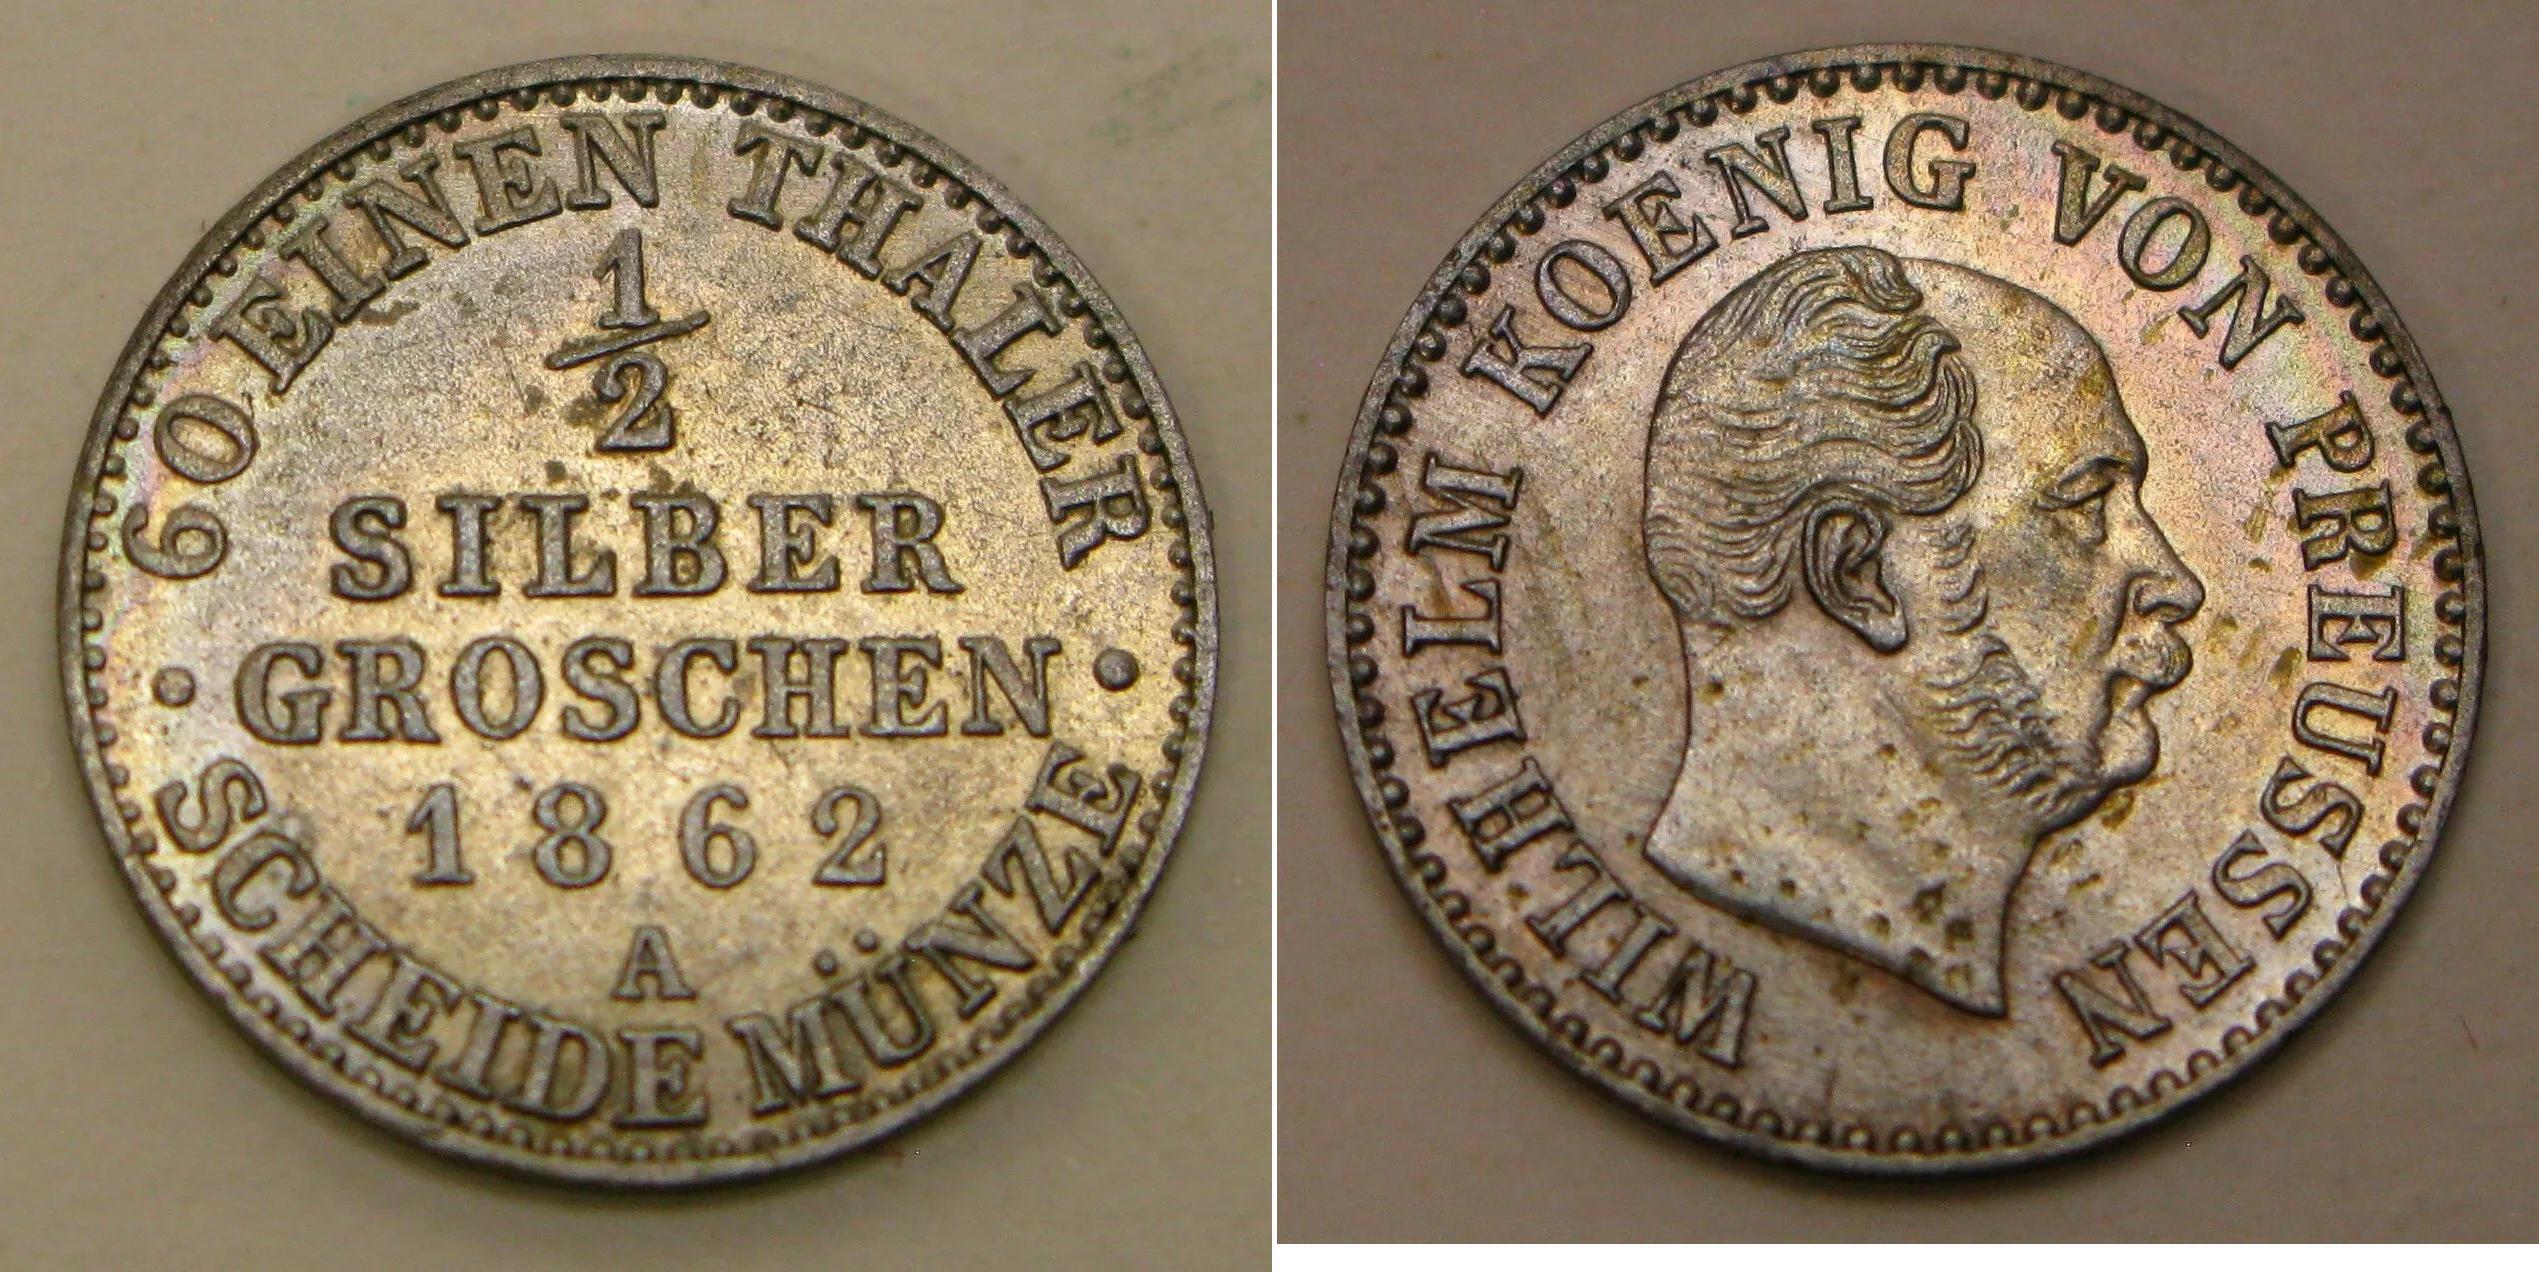 60 EINEN THALER
1/2
SILBER
GROSCHEN
1862
A
SCHEIDE MÜNZE
WILHELM KOENIG VON PREUSSEN